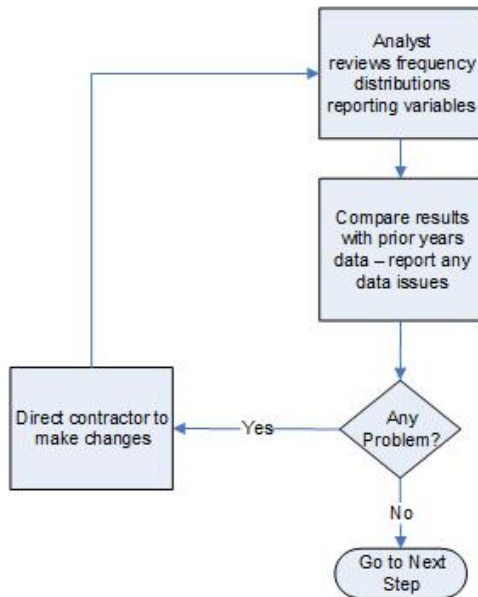 Analyst
reviews frequency
distributions
reporting variables
Compare results
with prior years
data – report any
data issues
Any
Problem?
Yes
Direct contractor to
make changes
No
Go to Next
Step